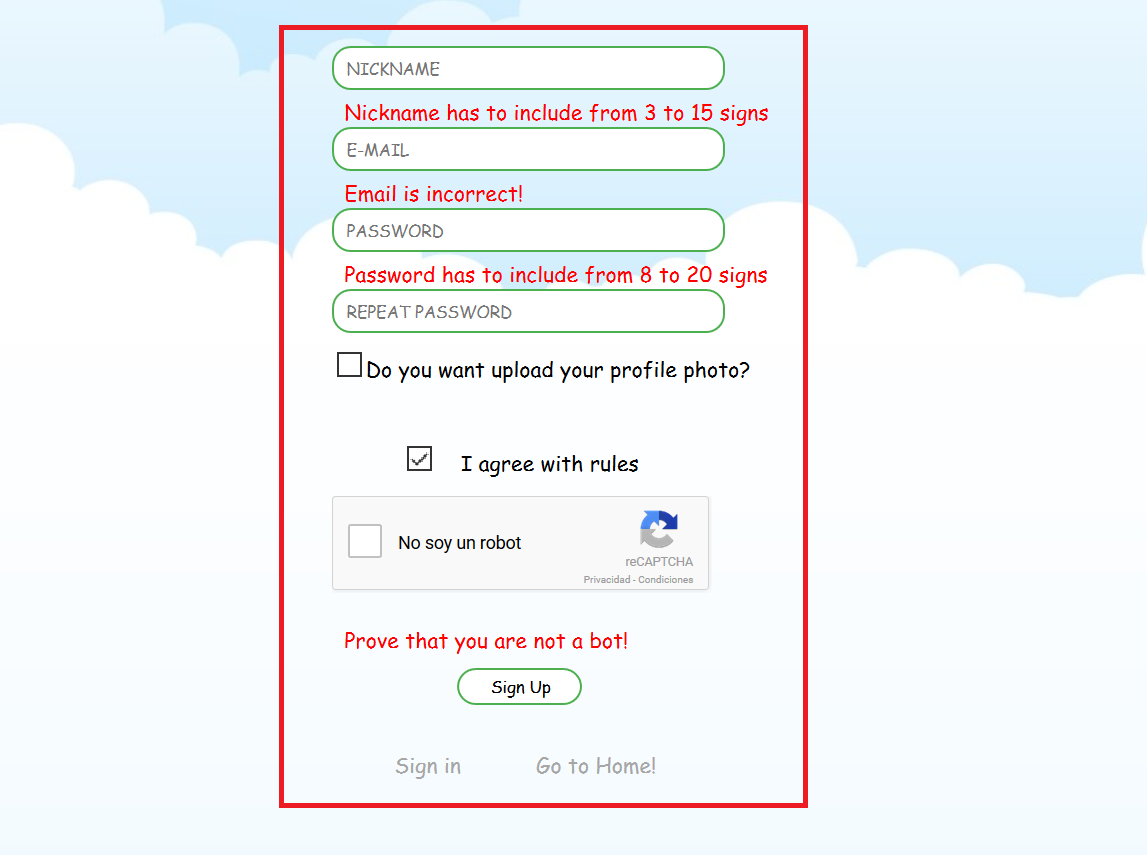 NICKNAME
Nickname has to include from 3 to 15 signs
E-MAIL
Email is incorrect!
PASSWORD
Password has to include from 8 to 20 signs
REPEAT PASSWORD
Do you want upload your profile photo?
I agree with rules
No soy un robot
reCAPTCHA
Privacidad - Condiciones
Prove that you are not a bot!
Sign Up
Sign in Go to Home!